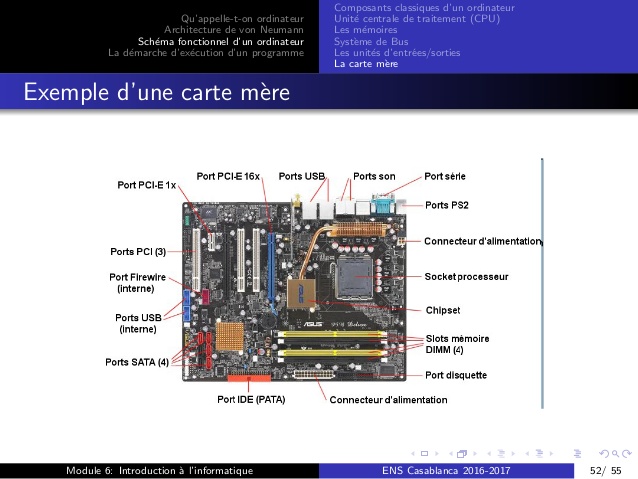 Qu'appelle-t-on ordinateur
Architecture de von Neumann
Schéma fonctionnel d'un ordinateur
La démarche d'exécution d'un programme
Composants classiques d'un ordinateur
Unité centrale de traitement (CPU)
Les mémoires
Système de Bus
Les unités d'entrées/sorties
La carte mère
Exemple d'une carte mère
Port PCI-E 1x
Port PCI-E 16x
Ports USB
Ports son
Port série
Ports PS2
Connecteur d'alimentation
Ports PCI (3)
Port Firewire
(interne)
Socket processeur
Chipset
Ports USB
(interne)
Slots mémoire
DIMM (4)
Ports SATA (4)
Port disquette
Port IDE (PATA)
Connecteur d'alimentation
ASUS
ASUS
Module 6: Introduction à l'informatique
ENS Casablanca 2016-2017
52/ 55